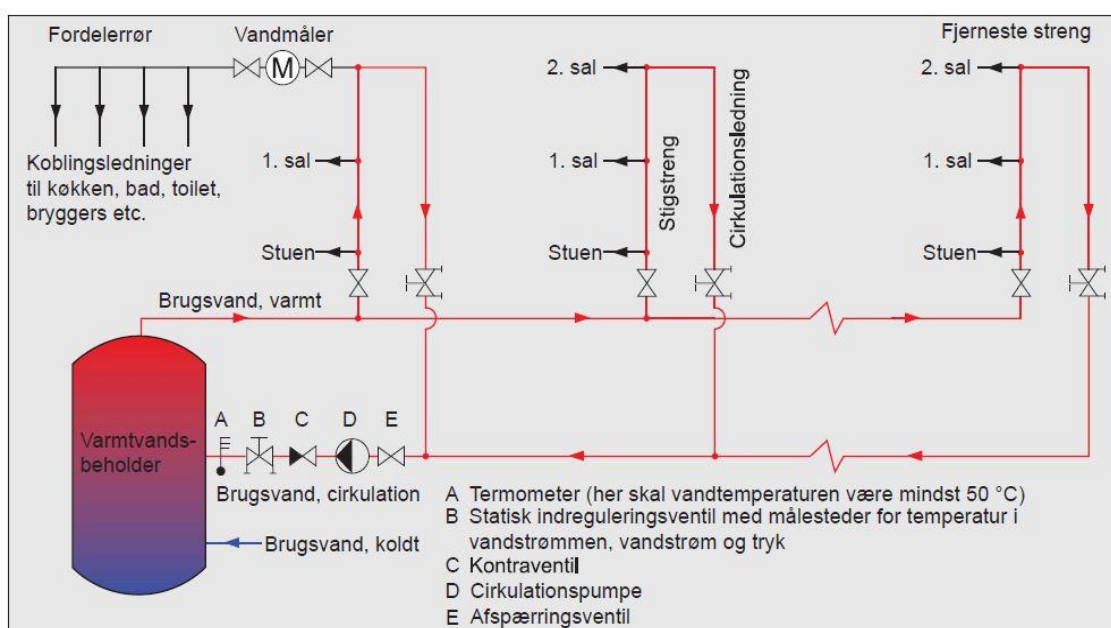 Fordelerrør
Vandmåler
Fjerneste streng
M
2. sal
2. sal
Koblingsledninger
til køkken, bad, toilet,
bryggers etc.
1. sal
1. sal
1. sal
Stigstreng
Cirkulationsledning
Stuen
Stuen
Stuen
Brugsvand, varmt
A B C D E
Varmtvands-
beholder
Brugsvand, cirkulation
Brugsvand, koldt
A Termometer (her skal vandtemperaturen være mindst 50 °C)
B Statisk indreguleringsventil med målesteder for temperatur i
vandstrømmen, vandstrøm og tryk
C Kontraventil
D Cirkulationspumpe
E Afspærringsventil